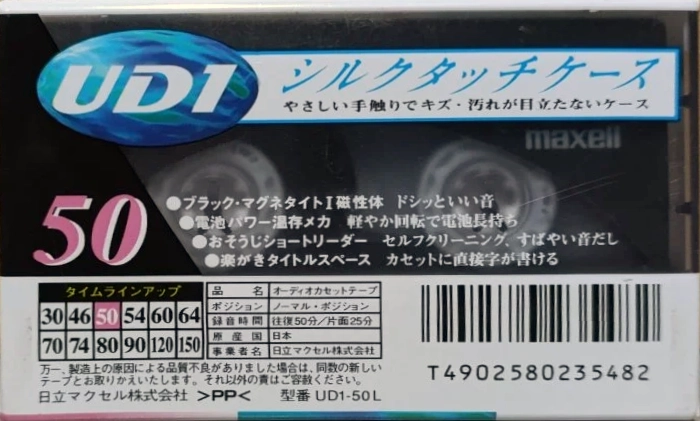 UD1 シルクタッチケース
やさしい手触りでキズ・汚れが目立たないケース
maxell
50
●ブラック・マグネタイトⅠ磁性体 ドシッといい音
●電池パワー温存メカ 軽やか回転で電池長持ち
●おそうじショートリーダー セルフクリーニング、すばやい音だし
●楽がきタイトルスペース カセットに直接字が書ける
タイムラインアップ
30 46 50 54 60 64
70 74 80 90 120 150
品名 オーディオカセットテープ
ポジション ノーマル・ポジション
録音時間 往復50分/片面25分
原産国 日本
事業者名 日立マクセル株式会社
T4902580235482
万一、製造上の原因による品質不良がありました場合は、同数の新しい
テープとお取りかえいたします。それ以外の責はご容赦ください。
日立マクセル株式会社 >PP< 型番 UD1-50L